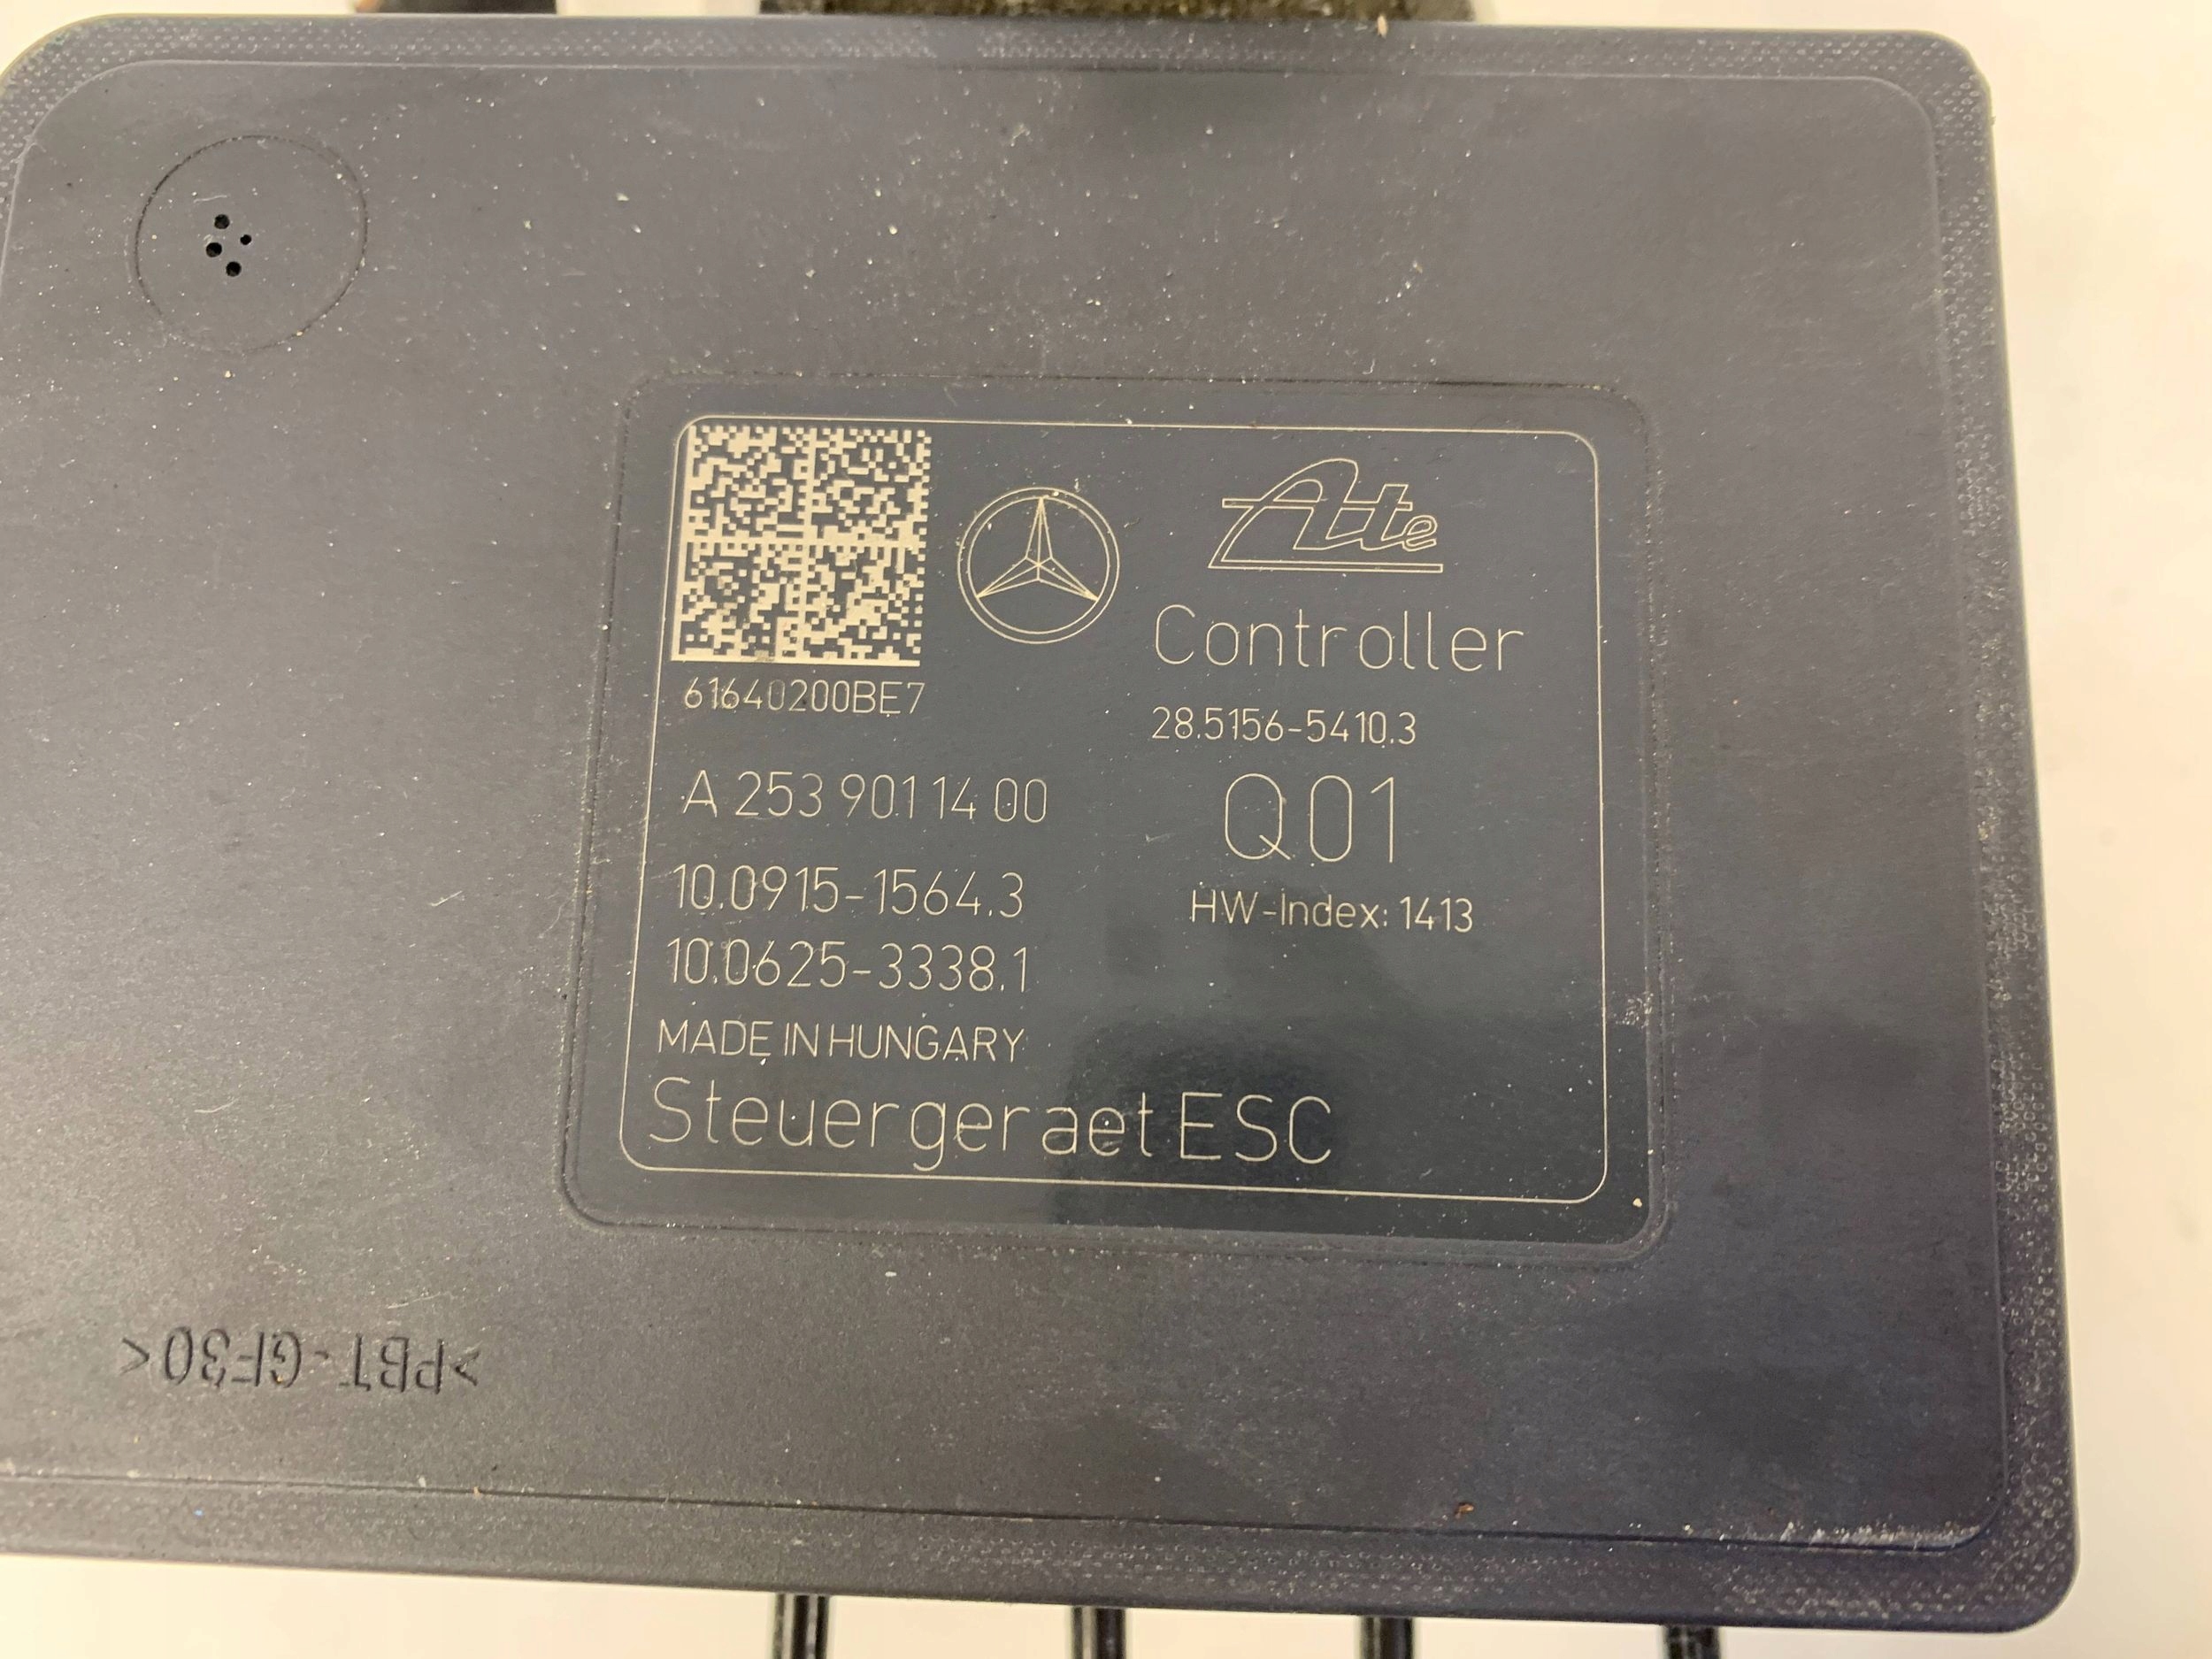 Ate
Controller
61640200BE7
28.5156-5410.3
A 253 901 14 00
Q01
10.0915-1564.3
HW-Index: 1413
10.0625-3338.1
MADE IN HUNGARY
Steuergeraet ESC
>PBT-GF30<